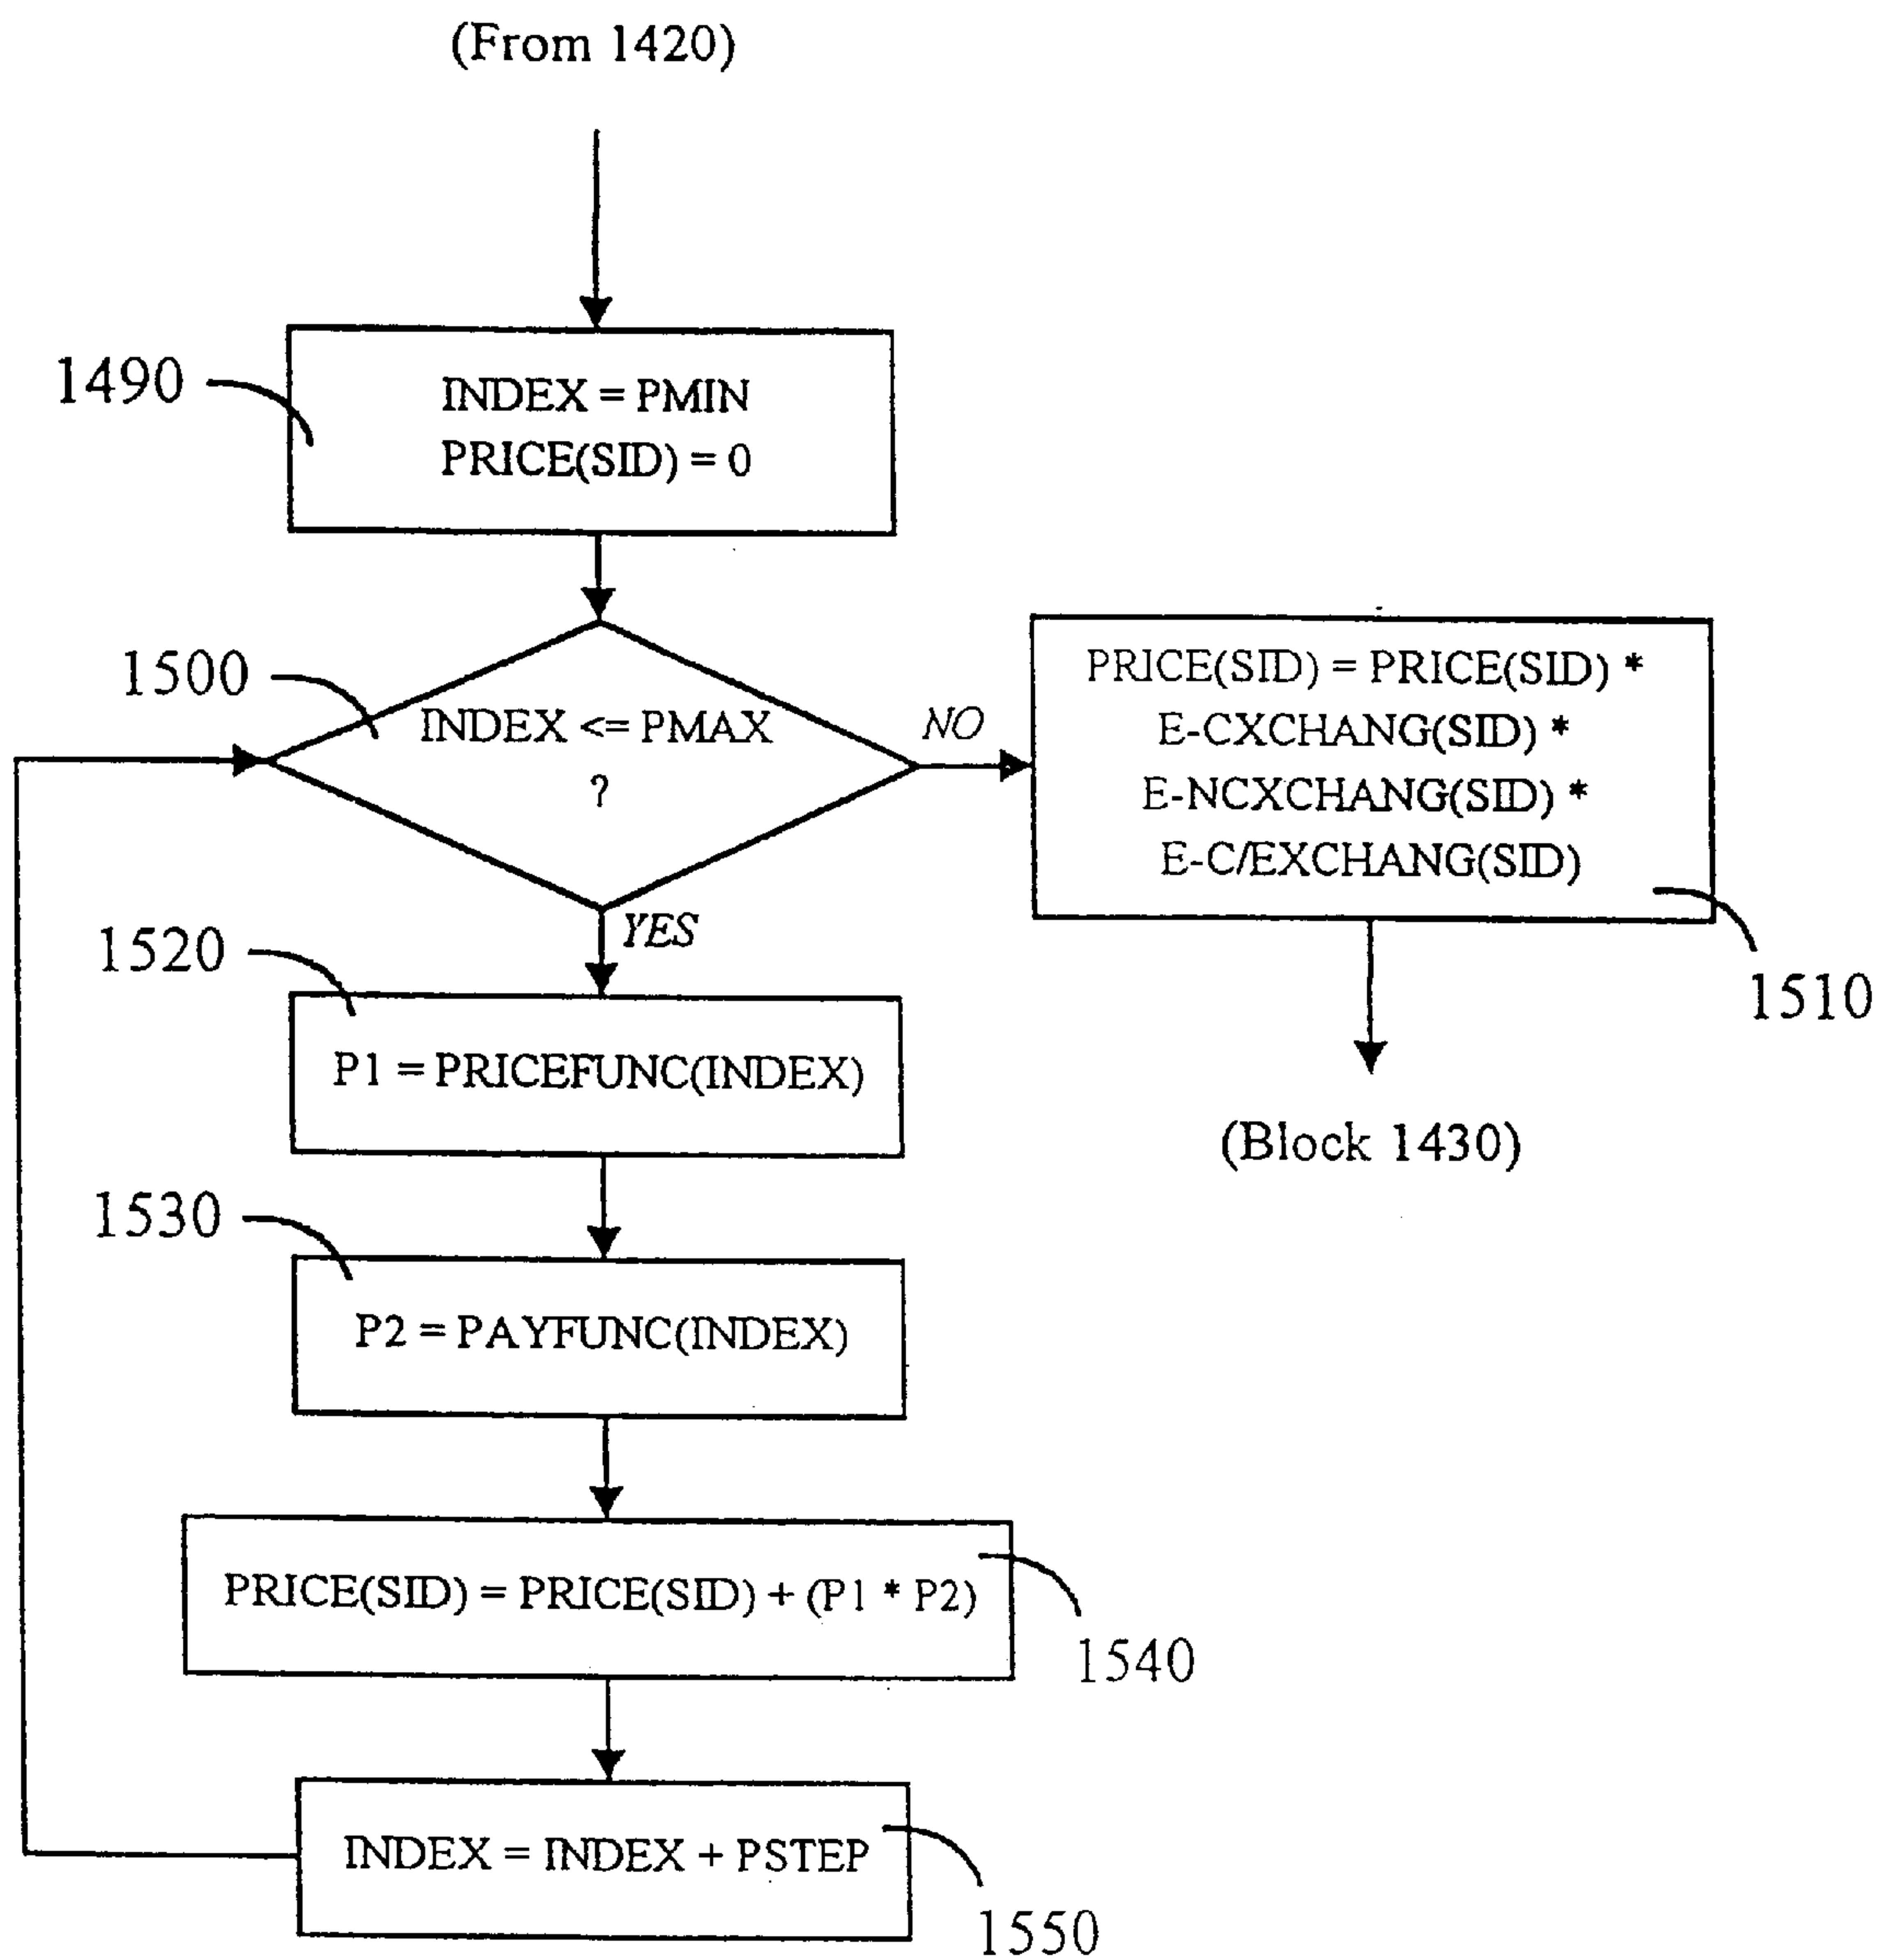 (From 1420)
1490
INDEX = PMIN
PRICE(SID) = 0
1500
INDEX <= PMAX
?
NO
PRICE(SID) = PRICE(SID) *
E-CXCHANG(SID) *
E-NCXCHANG(SID) *
E-C/EXCHANG(SID)
1510
(Block 1430)
YES
1520
P1 = PRICEFUNC(INDEX)
1530
P2 = PAYFUNC(INDEX)
PRICE(SID) = PRICE(SID) + (P1 * P2)
1540
INDEX = INDEX + PSTEP
1550